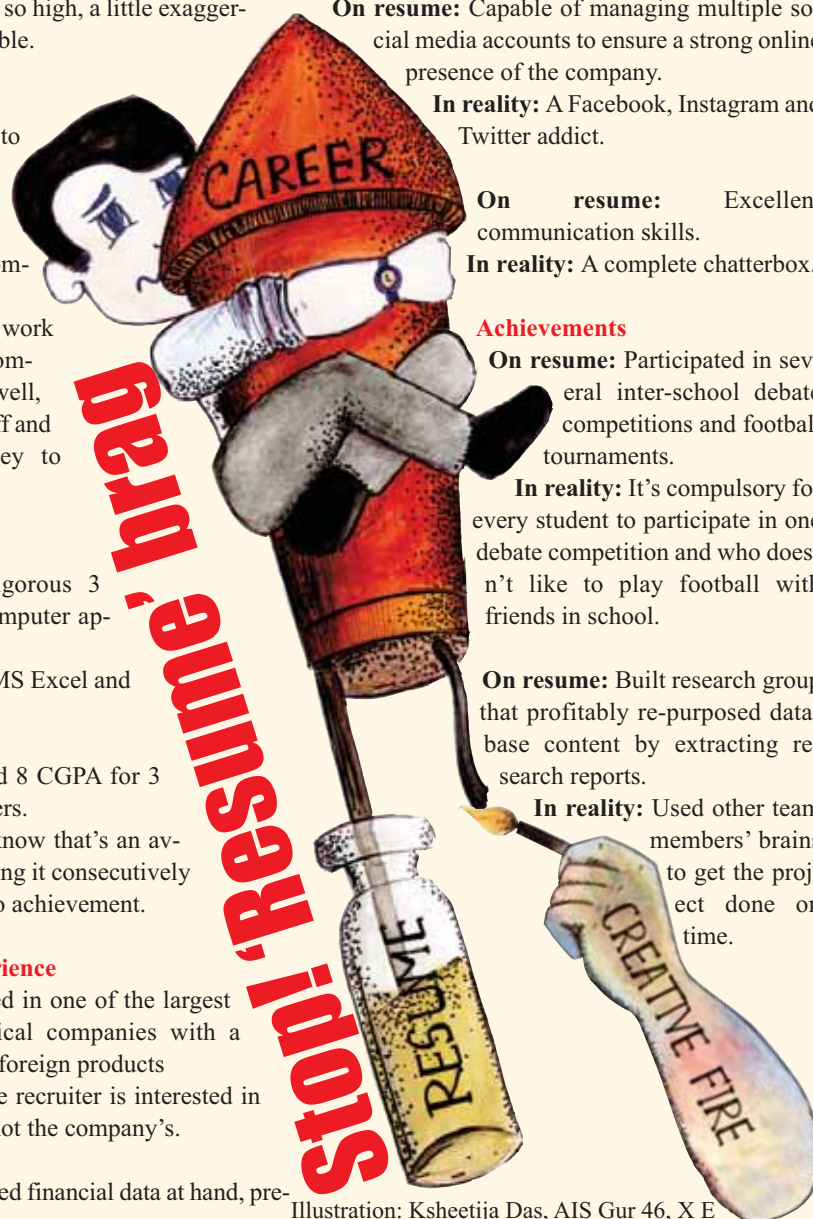 so high, a little exagger-
ble.
to
om-
work
om-
well,
ff and
ey to
gorous 3
mputer ap-
MS Excel and
d 8 CGPA for 3
ers.
know that's an av-
ng it consecutively
o achievement.
rience
ed in one of the largest
ical companies with a
foreign products
e recruiter is interested in
not the company's.
ed financial data at hand, pre-
Stop! 'Resume' brag
CAREER
RESUME
CREATIVE FIRE
On resume: Capable of managing multiple so
cial media accounts to ensure a strong online
presence of the company.
In reality: A Facebook, Instagram and
Twitter addict.
On resume: Excellen
communication skills.
In reality: A complete chatterbox.
Achievements
On resume: Participated in sev
eral inter-school debate
competitions and footbal
tournaments.
In reality: It's compulsory fo
every student to participate in one
debate competition and who does
n't like to play football with
friends in school.
On resume: Built research group
that profitably re-purposed data
base content by extracting re
search reports.
In reality: Used other team
members' brains
to get the proj
ect done on
time.
Illustration: Ksheetija Das, AIS Gur 46, X E